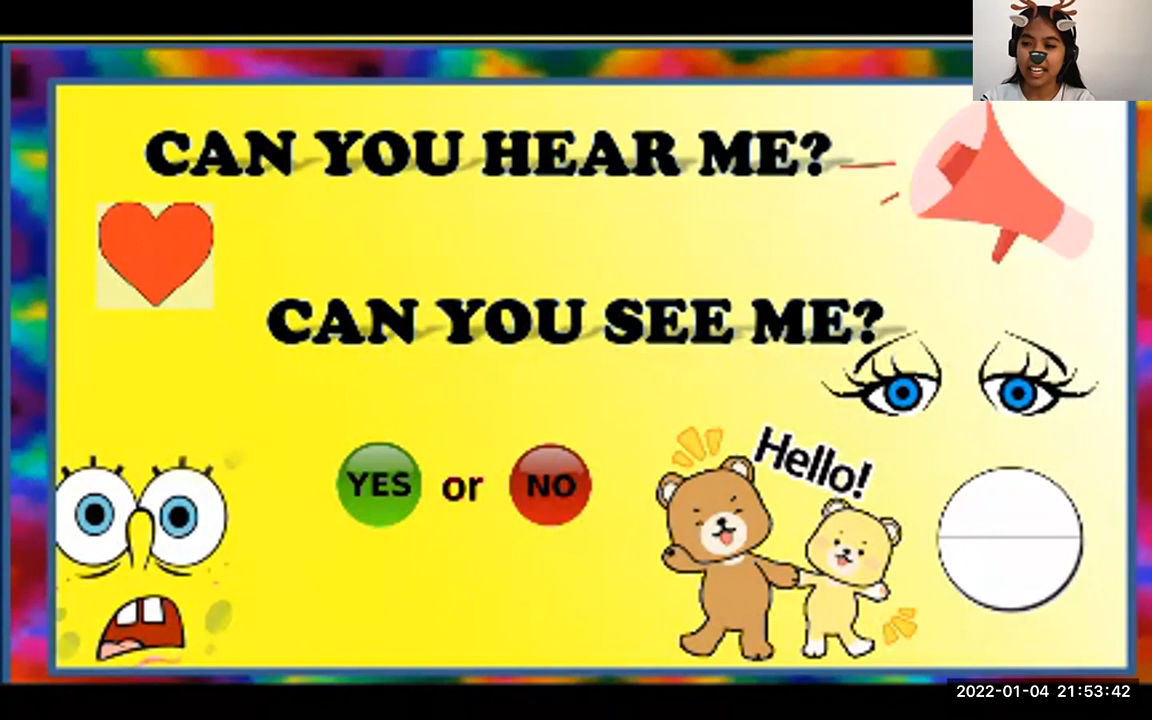 CAN YOU HEAR ME?
CAN YOU SEE ME?
YES or NO
Hello!
2022-01-04 21:53:42